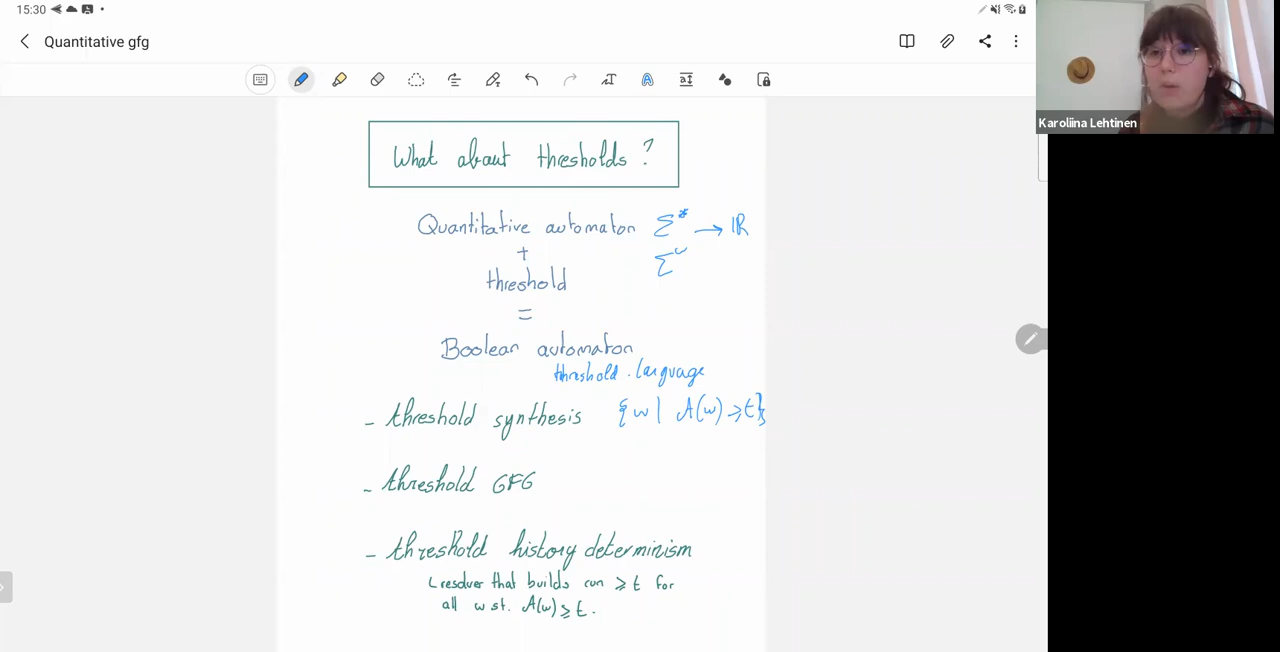 15:30
Quantitative gfg
Karoliina Lehtinen
What about thresholds?
Quantitative automaton Σ* → ℝ
+ Σ^ω
threshold
=
Boolean automaton
threshold. language
- threshold synthesis {w | A(w) ≥ t}
- threshold GFG
- threshold history determinism
↳ resolver that builds run ≥ t for
all w st. A(w) ≥ t.